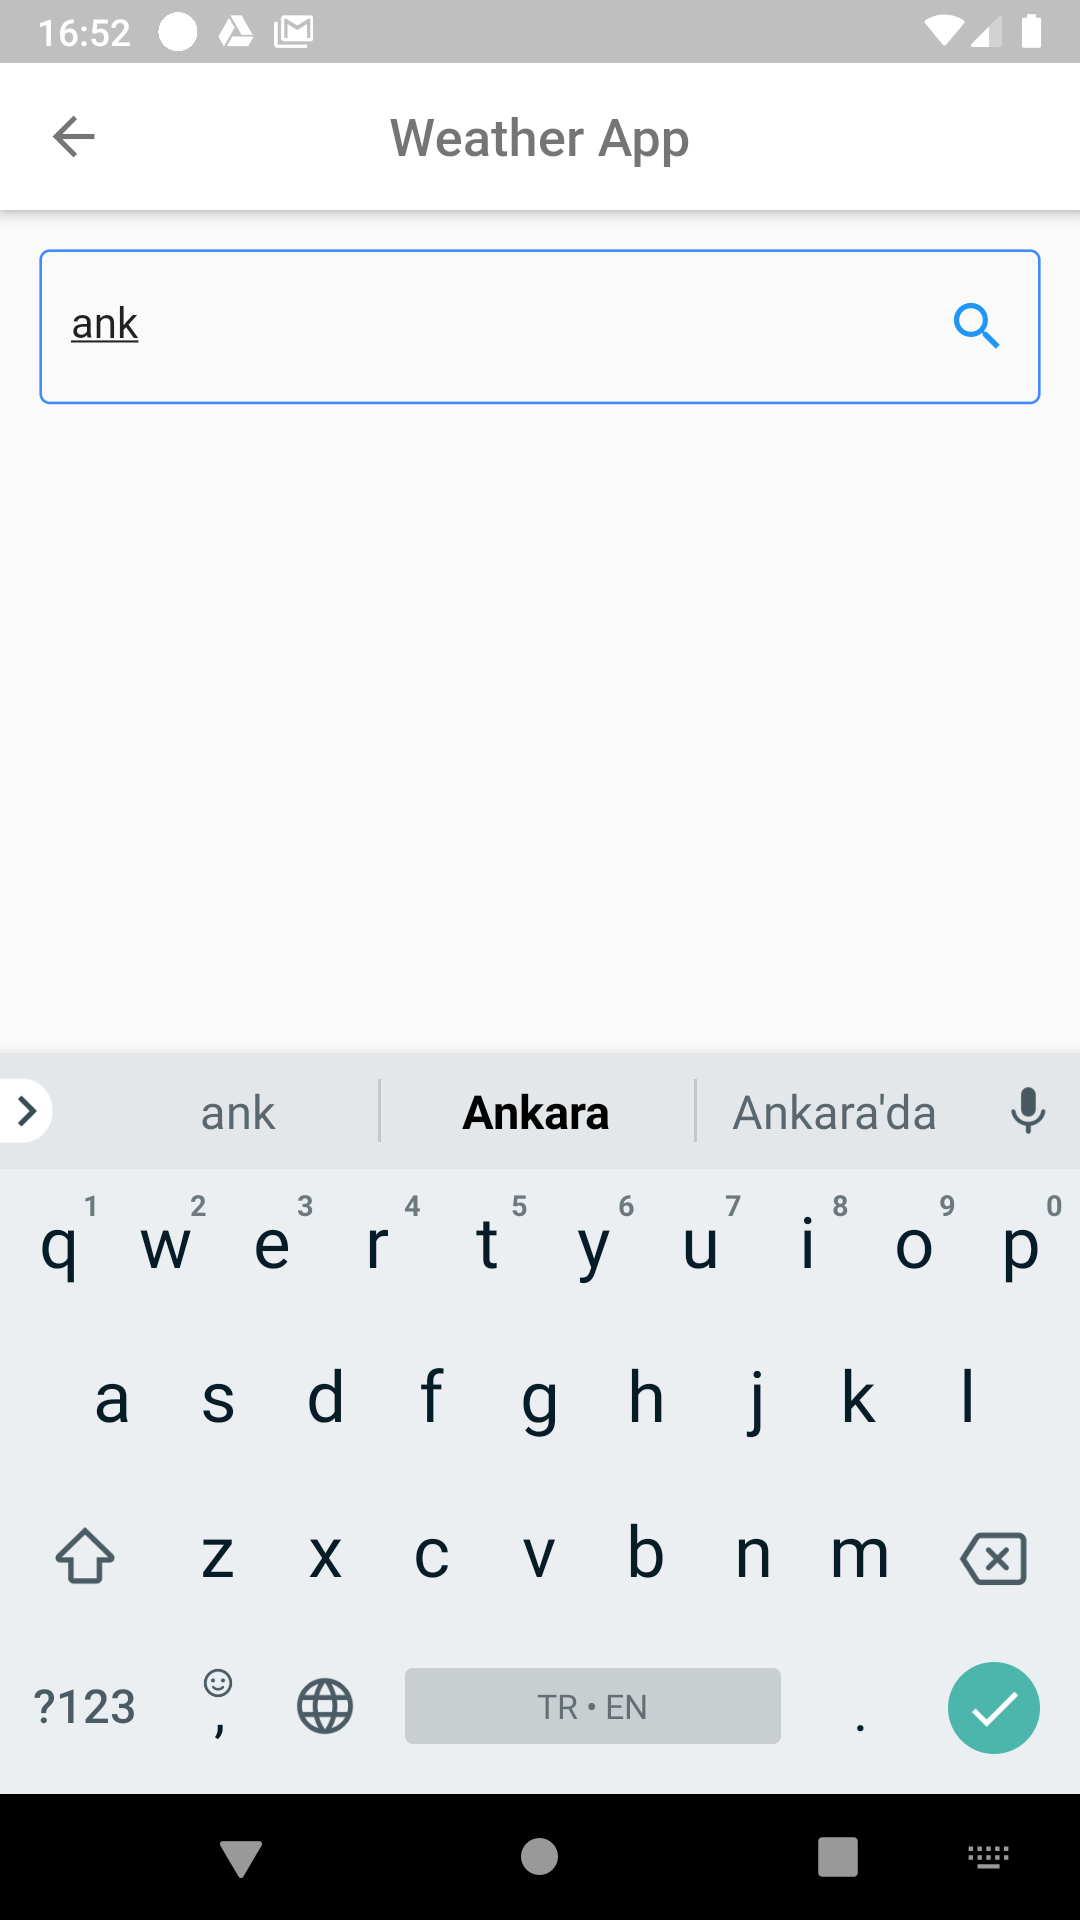 16:52
Weather App
ank
ank Ankara Ankara'da
1 2 3 4 5 6 7 8 9 0
q w e r t y u i o p
a s d f g h j k l
z x c v b n m
?123 , TR • EN .